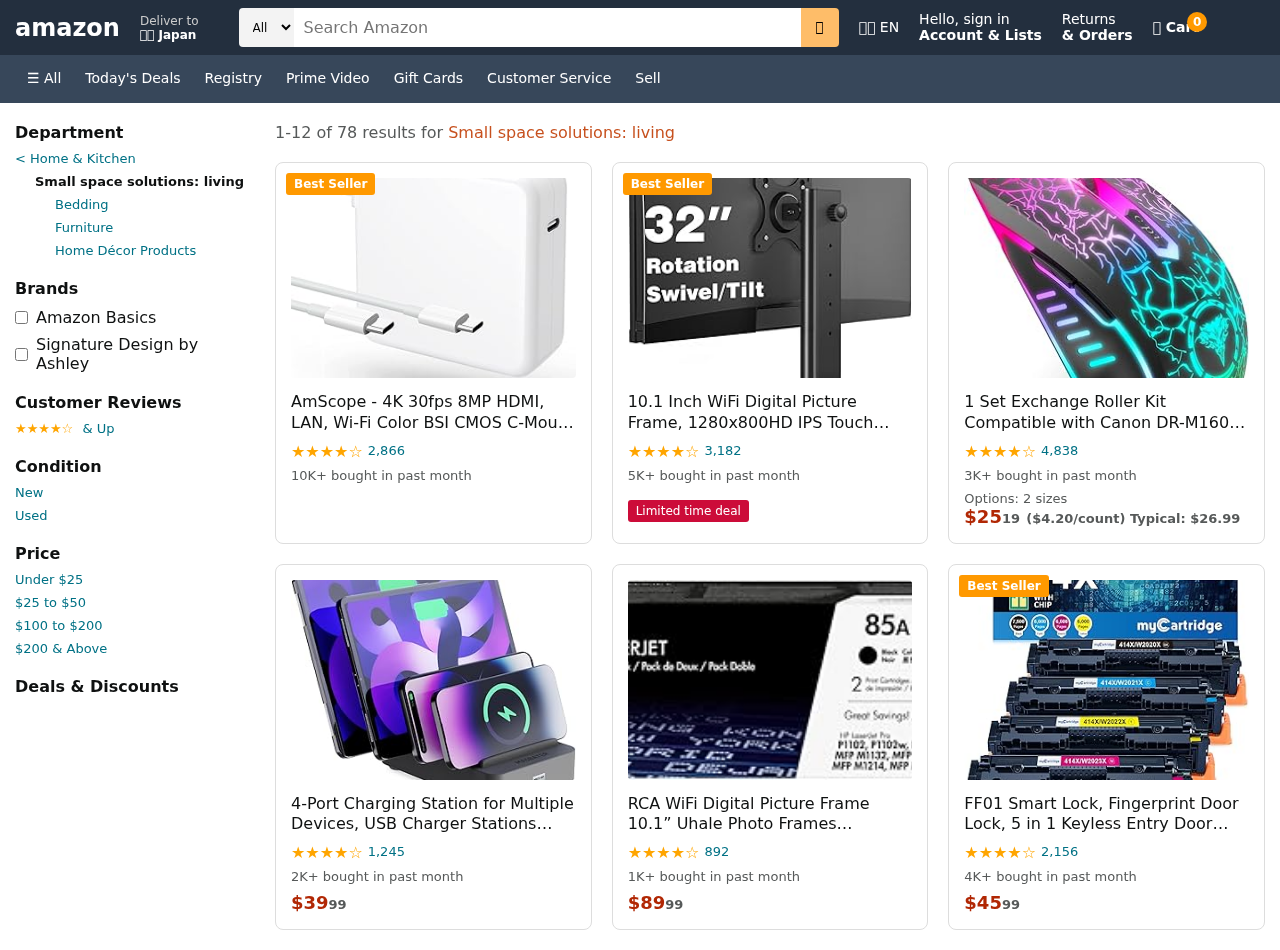 amazon
Deliver to
Japan
All
Search Amazon
EN
Hello, sign in
Account & Lists
Returns
& Orders
0
☰ All
Today's Deals
Registry
Prime Video
Gift Cards
Customer Service
Sell
Department
< Home & Kitchen
Small space solutions: living
Bedding
Furniture
Home Décor Products
Brands
Amazon Basics
Signature Design by
Ashley
Customer Reviews
★★★★☆ & Up
Condition
New
Used
Price
Under $25
$25 to $50
$100 to $200
$200 & Above
Deals & Discounts
1-12 of 78 results for Small space solutions: living
Best Seller
AmScope - 4K 30fps 8MP HDMI,
LAN, Wi-Fi Color BSI CMOS C-Mou…
★★★★☆ 2,866
10K+ bought in past month
Best Seller
32”
Rotation
Swivel/Tilt
10.1 Inch WiFi Digital Picture
Frame, 1280x800HD IPS Touch…
★★★★☆ 3,182
5K+ bought in past month
Limited time deal
1 Set Exchange Roller Kit
Compatible with Canon DR-M160…
★★★★☆ 4,838
3K+ bought in past month
Options: 2 sizes
$25 19 ($4.20/count) Typical: $26.99
4-Port Charging Station for Multiple
Devices, USB Charger Stations…
★★★★☆ 1,245
2K+ bought in past month
$39 99
85A
Black
Noir
/ Pack de Deux / Pack Doble
2 Print Cartridges
Great Savings!
HP LaserJet Pro
P1102, P1102w,
MFP M1132, MFP
MFP M1214, MFP
RCA WiFi Digital Picture Frame
10.1” Uhale Photo Frames…
★★★★☆ 892
1K+ bought in past month
$89 99
Best Seller
WITH
CHIP
myCartridge
414X/W2020X
414X/W2021X
414X/W2022X
414X/W2023X
FF01 Smart Lock, Fingerprint Door
Lock, 5 in 1 Keyless Entry Door…
★★★★☆ 2,156
4K+ bought in past month
$45 99